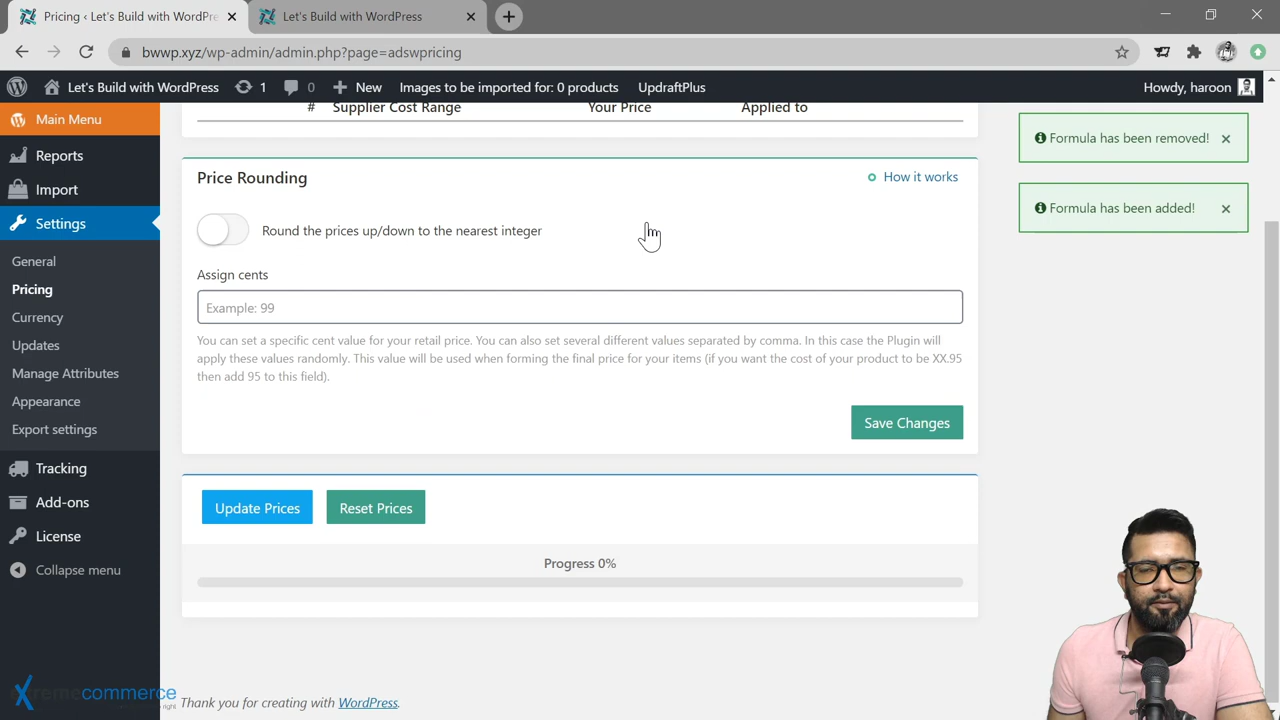 Pricing ‹ Let's Build with WordPre
Let's Build with WordPress
bwwp.xyz/wp-admin/admin.php?page=adswpricing
Let's Build with WordPress
1
0
New
Images to be imported for: 0 products
UpdraftPlus
Howdy, haroon
Main Menu
Reports
Import
Settings
General
Pricing
Currency
Updates
Manage Attributes
Appearance
Export settings
Tracking
Add-ons
License
Collapse menu
# Supplier Cost Range Your Price Applied to
Price Rounding
How it works
Round the prices up/down to the nearest integer
Assign cents
Example: 99
You can set a specific cent value for your retail price. You can also set several different values separated by comma. In this case the Plugin will
apply these values randomly. This value will be used when forming the final price for your items (if you want the cost of your product to be XX.95
then add 95 to this field).
Save Changes
Update Prices
Reset Prices
Progress 0%
Formula has been removed!
Formula has been added!
xtremecommerce
Thank you for creating with WordPress.